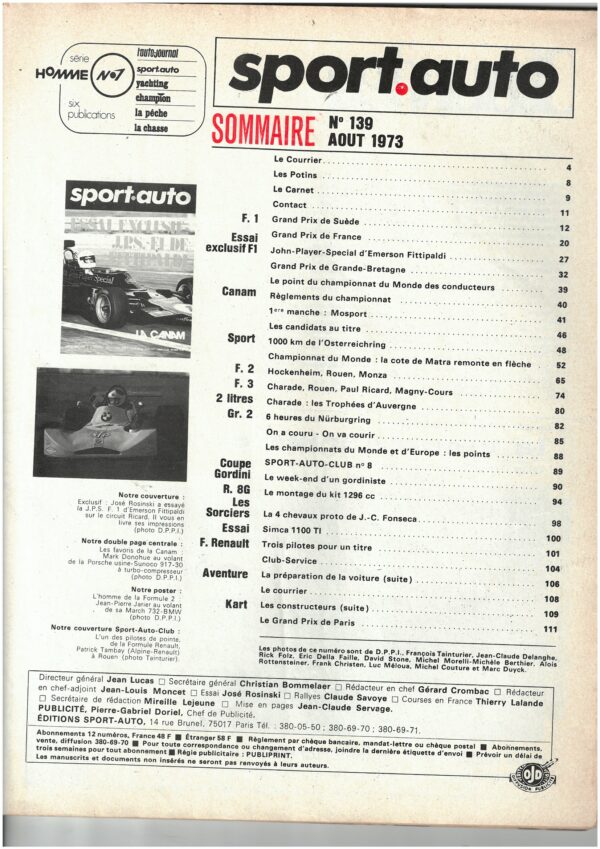 série
HOMME N°7
six
publications
l'auto-journal
sport.auto
yachting
champion
la pêche
la chasse
sport.auto
SOMMAIRE N° 139
AOUT 1973
Le Courrier 4
Les Potins 8
Le Carnet 9
Contact 11
F. 1 Grand Prix de Suède 12
Grand Prix de France 20
Essai exclusif F1 John-Player-Special d'Emerson Fittipaldi 27
Grand Prix de Grande-Bretagne 32
Le point du championnat du Monde des conducteurs 39
Canam Règlements du championnat 40
1ere manche : Mosport 41
Les candidats au titre 46
Sport 1000 km de l'Osterreichring 48
Championnat du Monde : la cote de Matra remonte en flèche 52
F. 2 Hockenheim, Rouen, Monza 65
F. 3 Charade, Rouen, Paul Ricard, Magny-Cours 74
2 litres Charade : les Trophées d'Auvergne 80
Gr. 2 6 heures du Nürburgring 82
On a couru - On va courir 85
Les championnats du Monde et d'Europe : les points 88
SPORT-AUTO-CLUB n° 8 89
Coupe Gordini Le week-end d'un gordiniste 90
R. 8G Le montage du kit 1296 cc 94
Les Sorciers La 4 chevaux proto de J.-C. Fonseca 98
Essai Simca 1100 TI 100
F. Renault Trois pilotes pour un titre 101
Club-Service 104
Aventure La préparation de la voiture (suite) 106
Le courrier 108
Kart Les constructeurs (suite) 109
Le Grand Prix de Paris 111
sport-auto
ESSAI EXCLUSIF
J.P.S. F1 DE
FITTIPALDI
LA CANAM
Notre couverture :
Exclusif : José Rosinski a essayé
la J.P.S. F. 1 d'Emerson Fittipaldi
sur le circuit Ricard. Il vous en
livre ses impressions
(photo D.P.P.I.)
Notre double page centrale :
Les favoris de la Canam :
Mark Donohue au volant
de la Porsche usine-Sunoco 917-30
à turbo-compresseur
(photo D.P.P.I.)
Notre poster :
L'homme de la Formule 2 :
Jean-Pierre Jarier au volant
de sa March 732-BMW
(photo D.P.P.I.)
Notre couverture Sport-Auto-Club :
L'un des pilotes de pointe
de la Formule Renault,
Patrick Tambay (Alpine-Renault)
à Rouen (photo Tainturier).
Les photos de ce numéro sont de D.P.P.I., François Tainturier, Jean-Claude Delanghe,
Rick Folz, Eric Della Faille, David Stone, Michel Morelli-Michèle Berthier, Alois
Rottensteiner, Frank Christen, Luc Méloua, Michel Couture et Marc Duyck.
Directeur général Jean Lucas □ Secrétaire général Christian Bommelaer □ Rédacteur en chef Gérard Crombac □ Rédacteur
en chef-adjoint Jean-Louis Moncet □ Essai José Rosinski □ Rallyes Claude Savoye □ Courses en France Thierry Lalande
□ Secrétaire de rédaction Mireille Lejeune □ Mise en pages Jean-Claude Servage.
PUBLICITÉ, Pierre-Gabriel Doriel, Chef de Publicité.
ÉDITIONS SPORT-AUTO, 14 rue Brunel, 75017 Paris Tél. : 380-05-50 ; 380-69-70 ; 380-69-71.
Abonnements 12 numéros, France 48 F ■ Étranger 58 F ■ Règlement par chèque bancaire, mandat-lettre ou chèque postal ■ Abonnements,
vente, diffusion 380-69-70 ■ Pour toute correspondance ou changement d'adresse, joindre la dernière étiquette d'envoi ■ Prévoir un délai de
trois semaines pour tout abonnement ■ Régie publicitaire : PUBLIPRINT.
Les manuscrits et documents non insérés ne seront pas renvoyés à leurs auteurs.
OJD